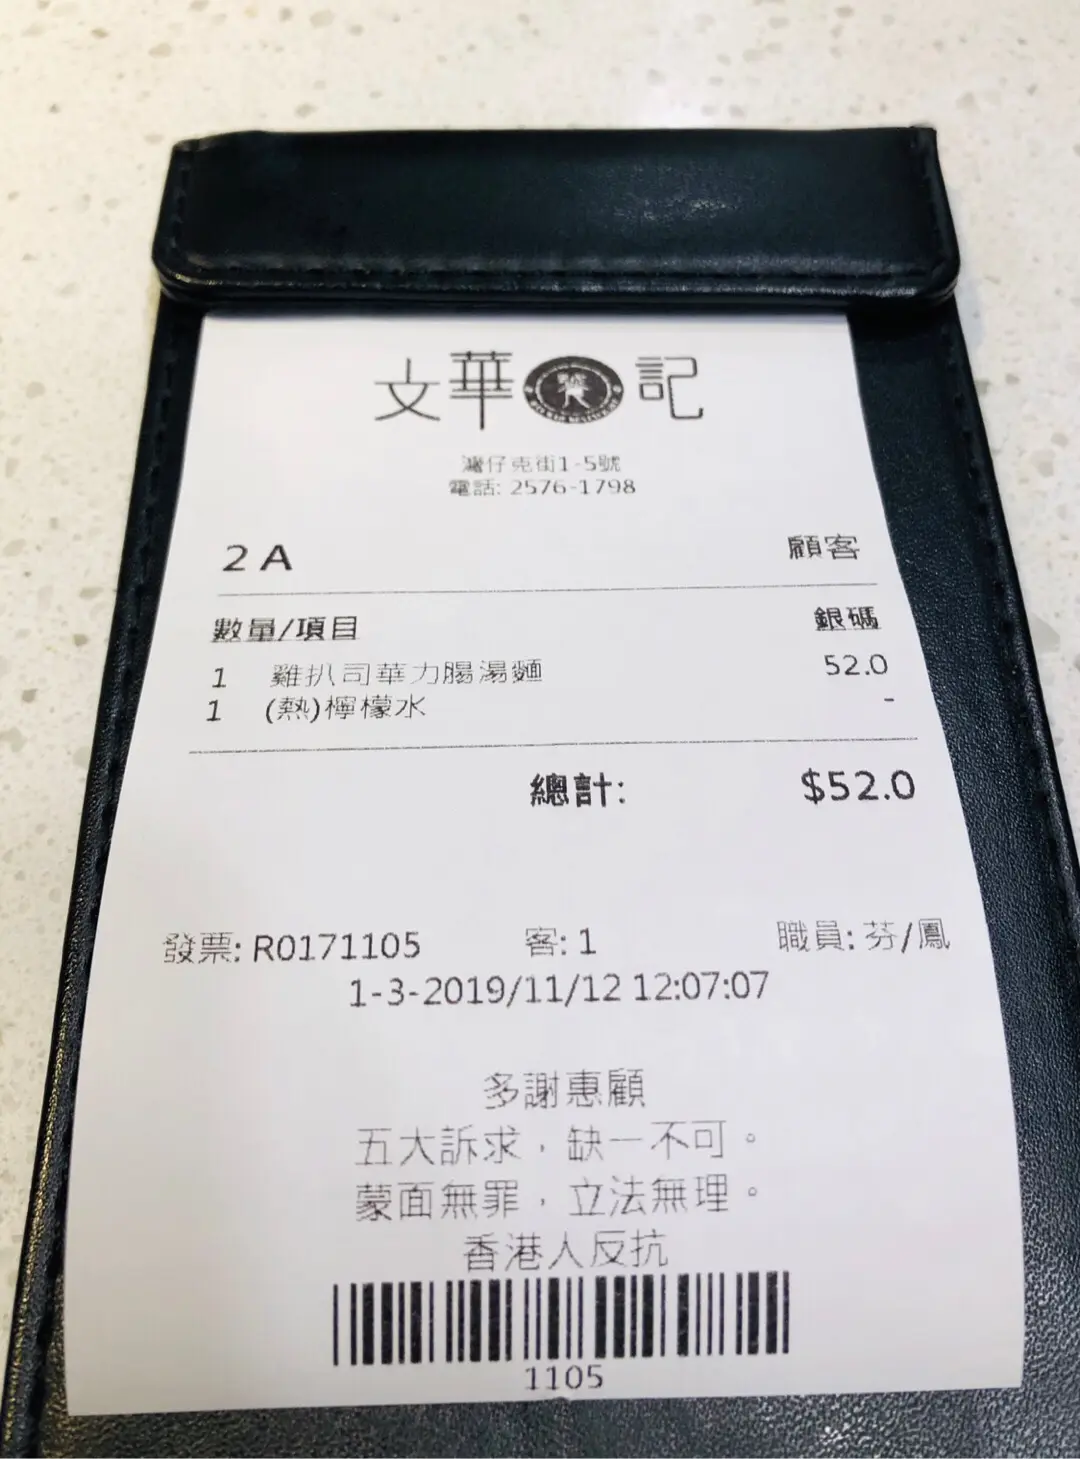 文華冰記
灣仔克街1-5號
電話: 2576-1798
2 A 顧客
數量/項目 銀碼
1 雞扒司華力腸湯麵 52.0
1 (熱)檸檬水 -
總計: $52.0
發票: R0171105 客: 1 職員: 芬/鳳
1-3-2019/11/12 12:07:07
多謝惠顧
五大訴求，缺一不可。
蒙面無罪，立法無理。
香港人反抗
1105